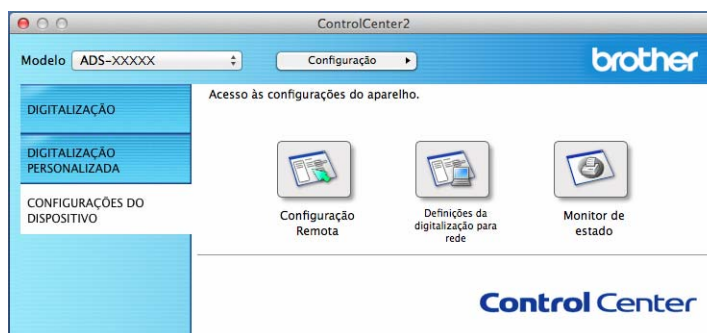 ControlCenter2
Modelo ADS-XXXXX Configuração brother
DIGITALIZAÇÃO
DIGITALIZAÇÃO
PERSONALIZADA
CONFIGURAÇÕES DO
DISPOSITIVO
Acesso às configurações do aparelho.
Configuração
Remota
Definições da
digitalização para
rede
Monitor de
estado
Control Center